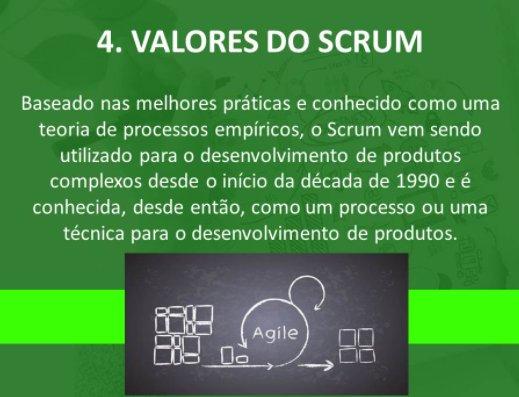 4. VALORES DO SCRUM
Baseado nas melhores práticas e conhecido como uma
teoria de processos empíricos, o Scrum vem sendo
utilizado para o desenvolvimento de produtos
complexos desde o início da década de 1990 e é
conhecida, desde então, como um processo ou uma
técnica para o desenvolvimento de produtos.
Agile